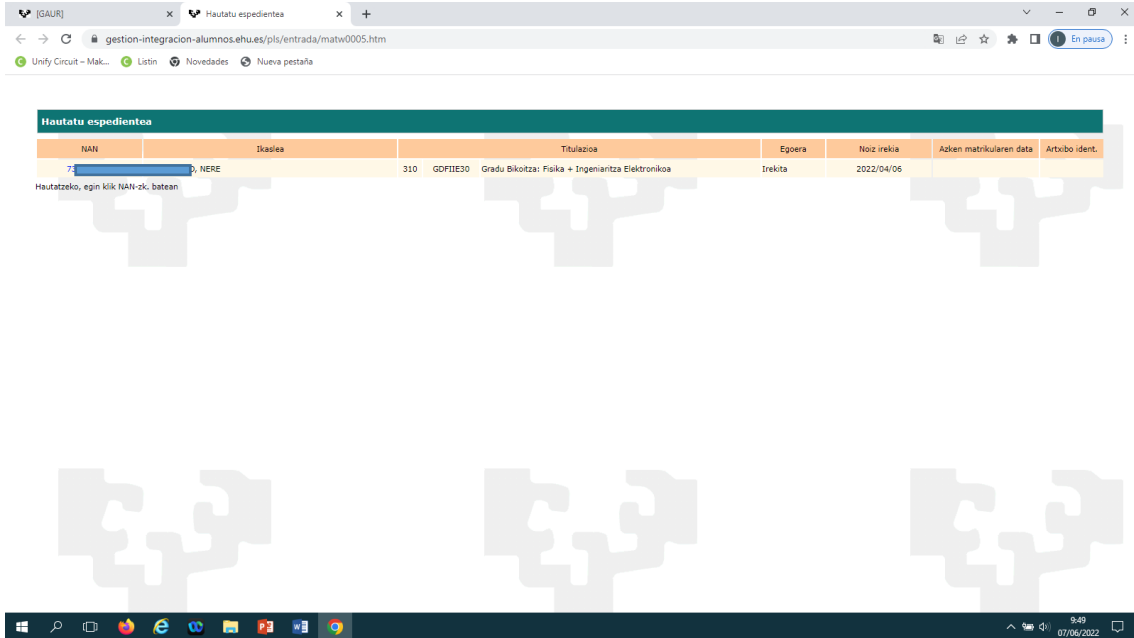 [GAUR]
Hautatu espedientea
gestion-integracion-alumnos.ehu.es/pls/entrada/matw0005.htm
I En pausa
Unify Circuit – Mak... Listin Novedades Nueva pestaña
Hautatu espedientea
NAN Ikaslea Titulazioa Egoera Noiz irekia Azken matrikularen data Artxibo ident.
73 O, NERE 310 GDFIIE30 Gradu Bikoitza: Fisika + Ingeniaritza Elektronikoa Irekita 2022/04/06
Hautatzeko, egin klik NAN-zk. batean
9:49
07/06/2022